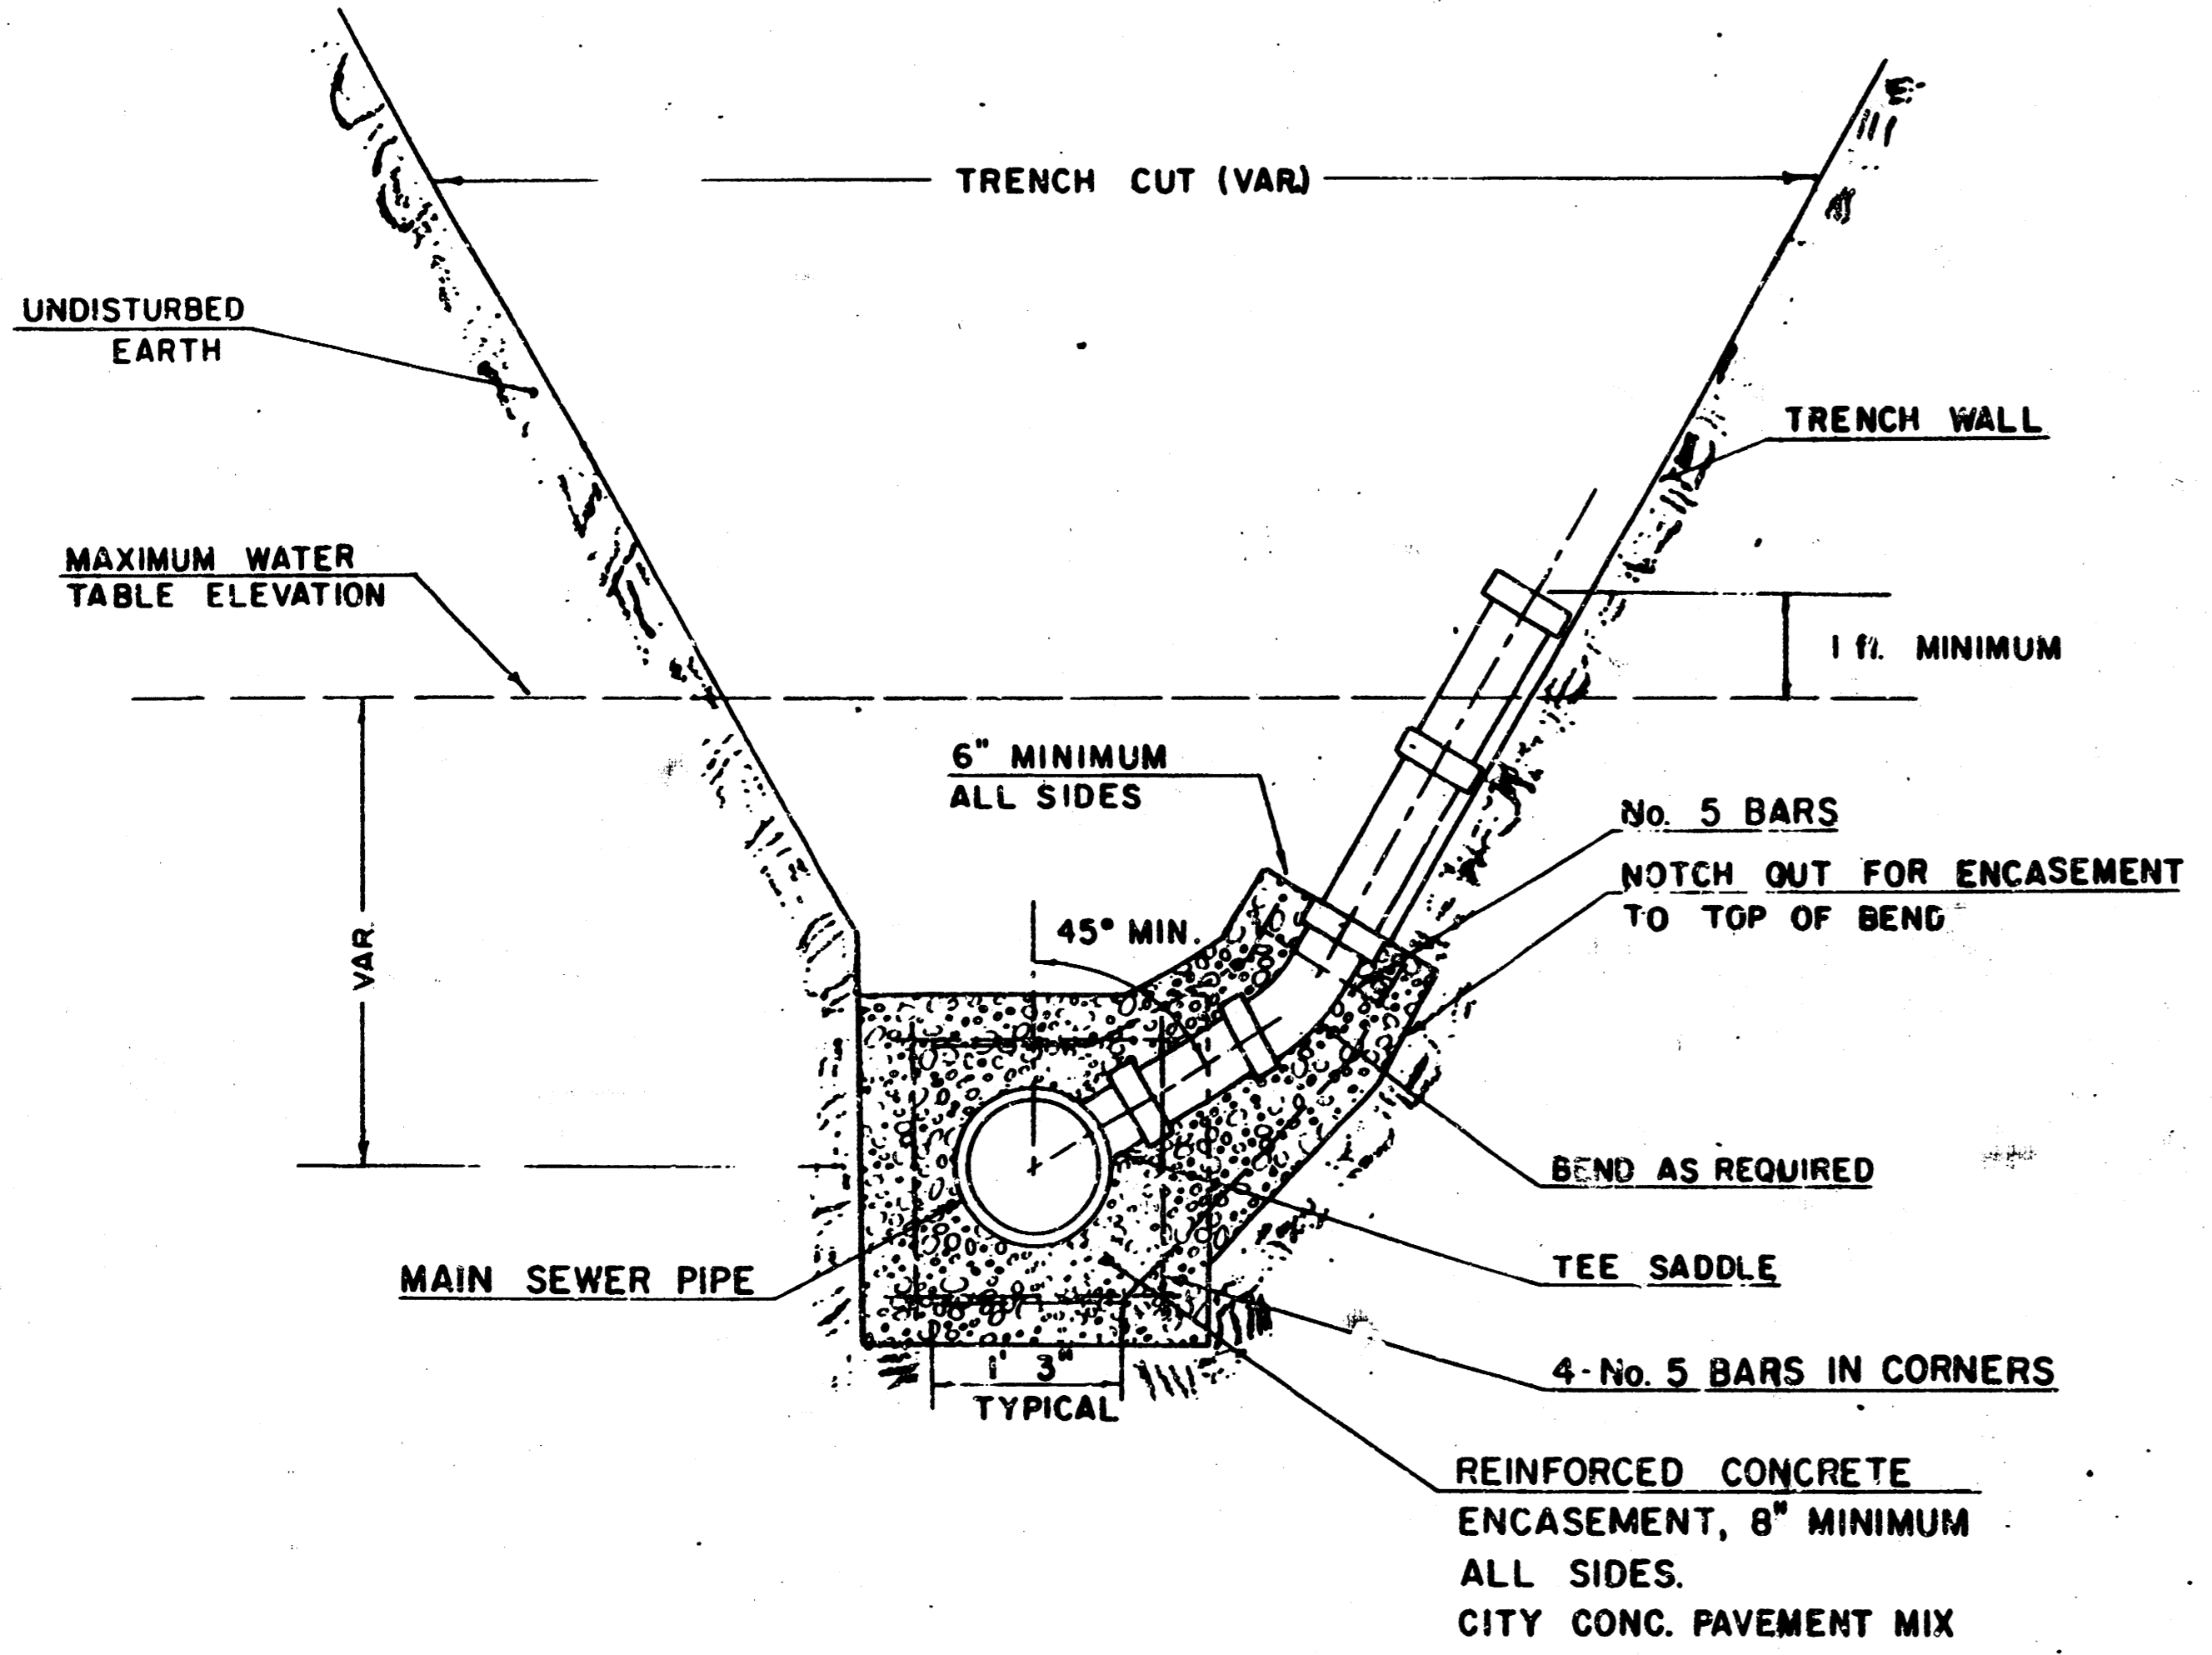 TRENCH CUT (VAR.)
UNDISTURBED
EARTH
TRENCH WALL
MAXIMUM WATER
TABLE ELEVATION
1 ft. MINIMUM
6" MINIMUM
ALL SIDES
No. 5 BARS
NOTCH OUT FOR ENCASEMENT
TO TOP OF BEND
45° MIN.
VAR.
BEND AS REQUIRED
TEE SADDLE
MAIN SEWER PIPE
1' 3"
TYPICAL
4-No. 5 BARS IN CORNERS
REINFORCED CONCRETE
ENCASEMENT, 8" MINIMUM
ALL SIDES.
CITY CONC. PAVEMENT MIX